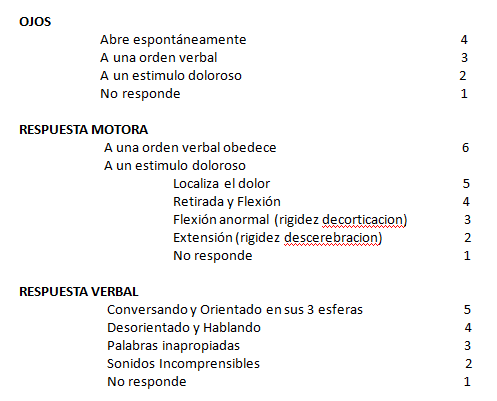 OJOS
Abre espontáneamente 4
A una orden verbal 3
A un estimulo doloroso 2
No responde 1
RESPUESTA MOTORA
A una orden verbal obedece 6
A un estimulo doloroso
Localiza el dolor 5
Retirada y Flexión 4
Flexión anormal (rigidez decorticacion) 3
Extensión (rigidez descerebracion) 2
No responde 1
RESPUESTA VERBAL
Conversando y Orientado en sus 3 esferas 5
Desorientado y Hablando 4
Palabras inapropiadas 3
Sonidos Incomprensibles 2
No responde 1